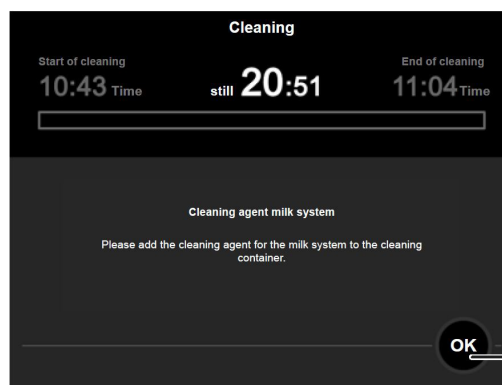 Cleaning
Start of cleaning
10:43 Time
still 20:51
End of cleaning
11:04 Time
Cleaning agent milk system
Please add the cleaning agent for the milk system to the cleaning
container.
OK